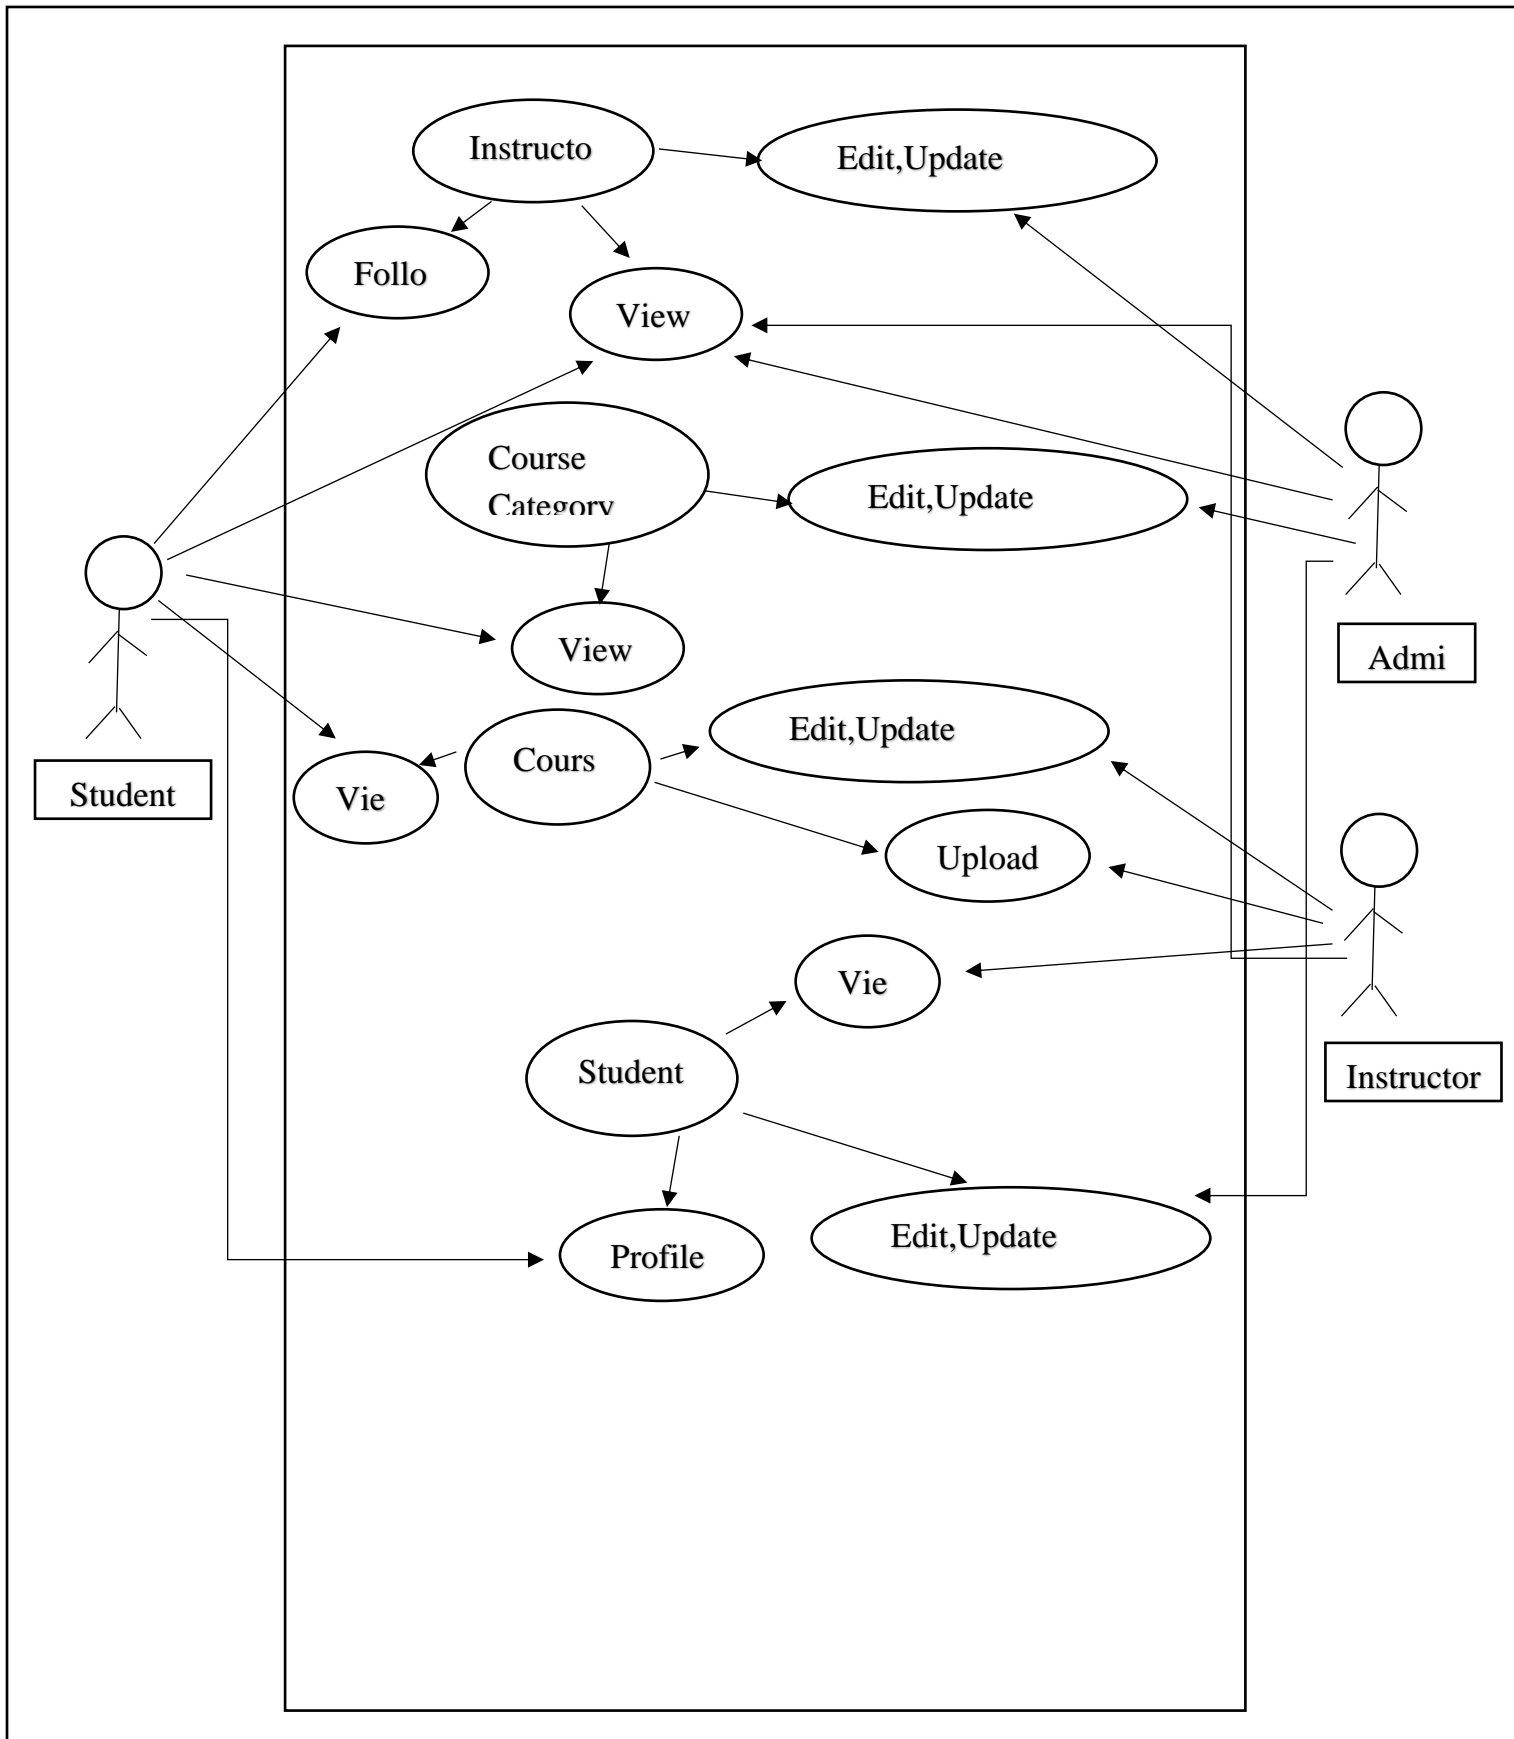 Instructo
Edit,Update
Follo
View
Course
Category
Edit,Update
View
Admi
Edit,Update
Cours
Student
Vie
Upload
Vie
Student
Instructor
Edit,Update
Profile